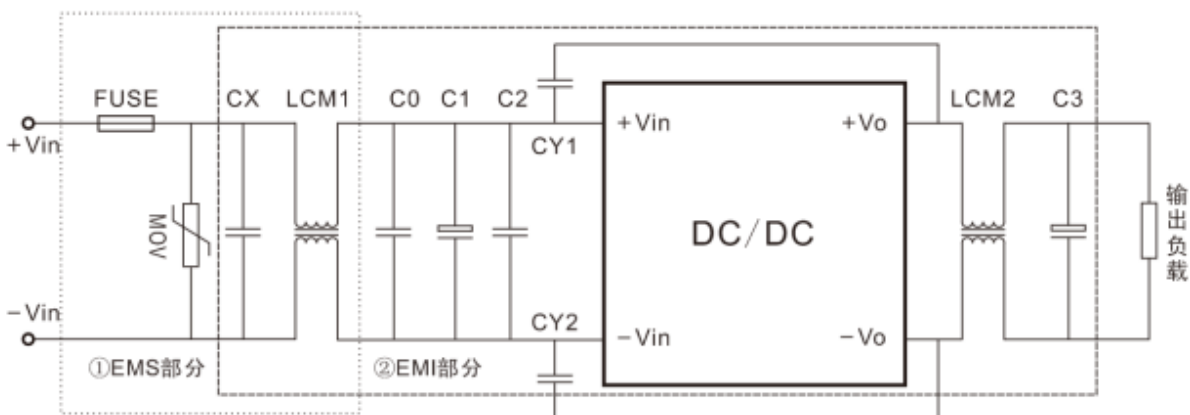 FUSE
CX
LCM1
C0
C1
C2
LCM2
C3
+Vin
CY1
+Vin
+Vo
MOV
DC/DC
输出负载
-Vin
CY2
-Vin
-Vo
①EMS部分
②EMI部分